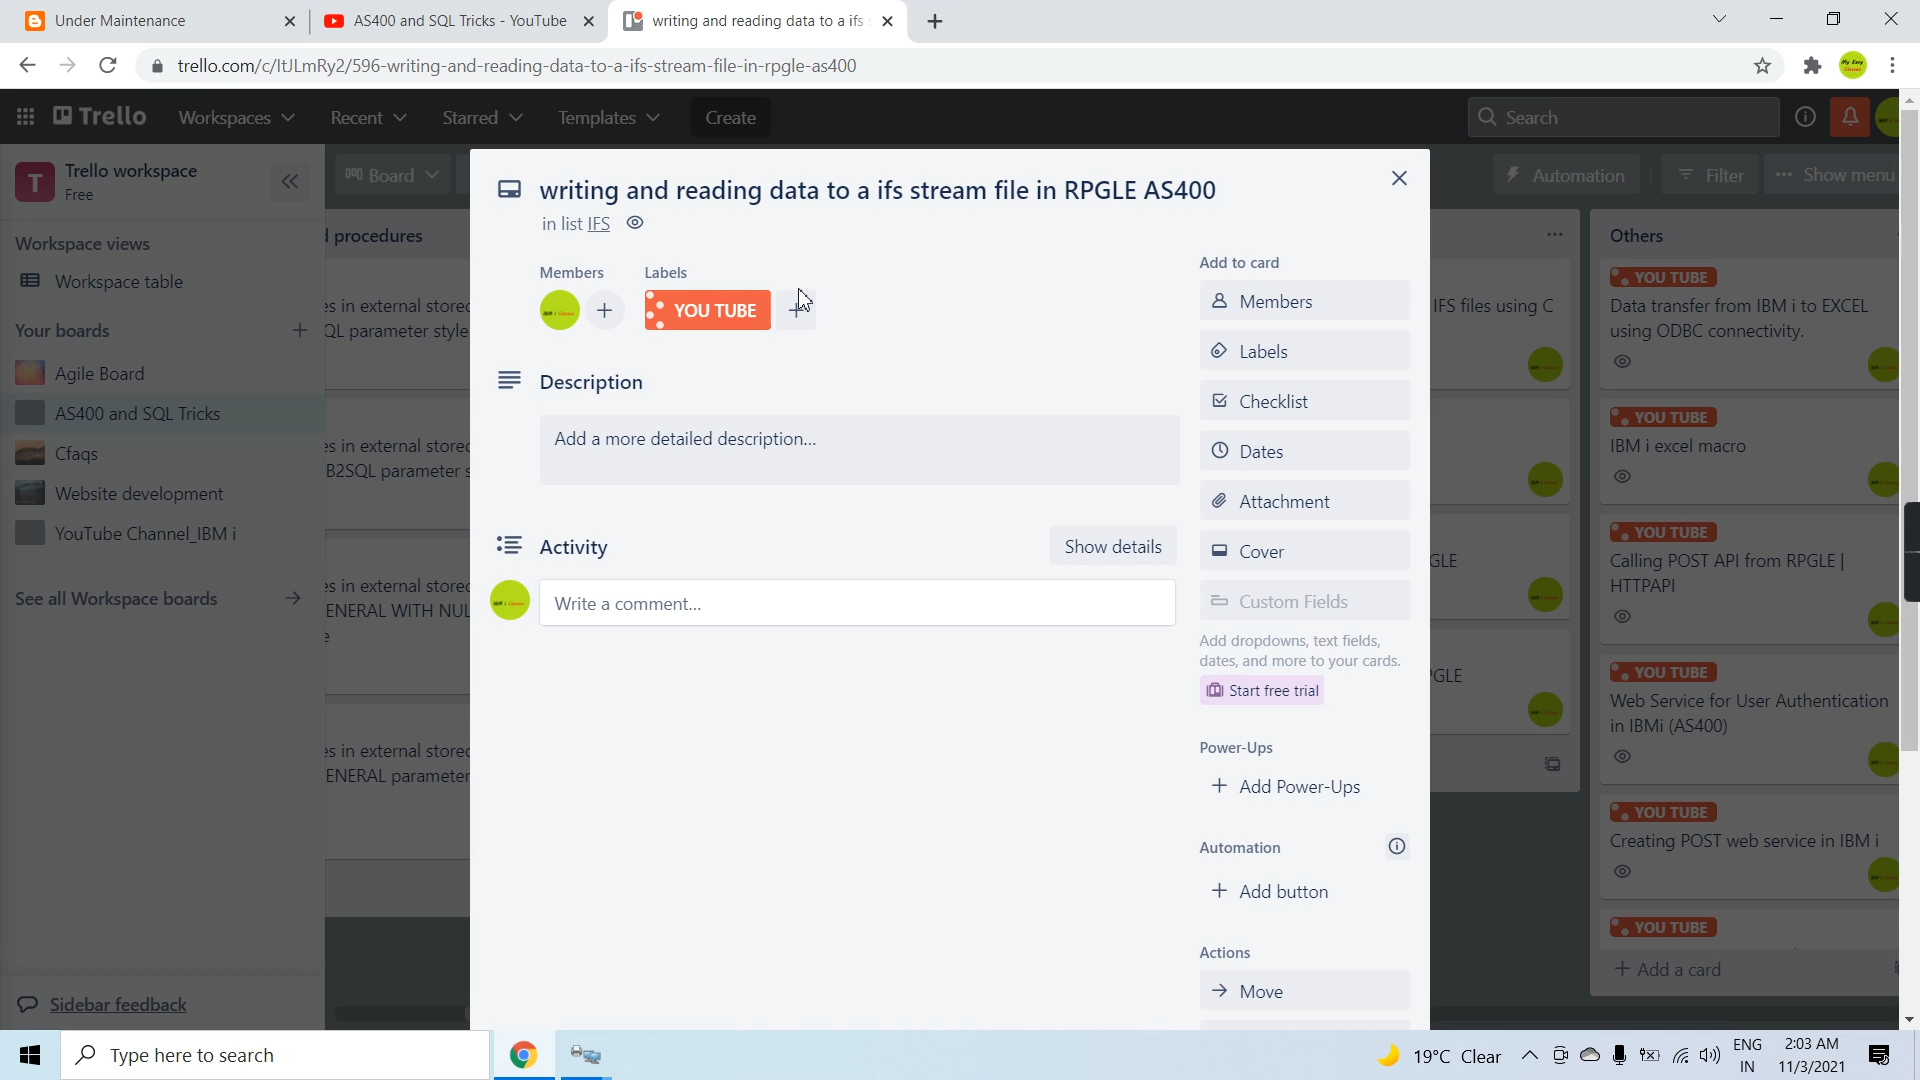 Under Maintenance
AS400 and SQL Tricks - YouTube
writing and reading data to a ifs
trello.com/c/ItJLmRy2/596-writing-and-reading-data-to-a-ifs-stream-file-in-rpgle-as400
Trello
Workspaces
Recent
Starred
Templates
Create
Search
Trello workspace
Free
Board
Automation
Filter
Show menu
Workspace views
Workspace table
Your boards
Agile Board
AS400 and SQL Tricks
Cfaqs
Website development
YouTube Channel_IBM i
See all Workspace boards
Sidebar feedback
procedures
es in external stored
QL parameter style
es in external stored
B2SQL parameter s
es in external stored
ENERAL WITH NUL
e
es in external stored
ENERAL parameter
writing and reading data to a ifs stream file in RPGLE AS400
in list IFS
Members
Labels
YOU TUBE
Description
Add a more detailed description...
Activity
Show details
Write a comment...
Add to card
Members
Labels
Checklist
Dates
Attachment
Cover
Custom Fields
Add dropdowns, text fields,
dates, and more to your cards.
Start free trial
Power-Ups
Add Power-Ups
Automation
Add button
Actions
Move
IFS files using C
GLE
GLE
Others
YOU TUBE
Data transfer from IBM i to EXCEL
using ODBC connectivity.
YOU TUBE
IBM i excel macro
YOU TUBE
Calling POST API from RPGLE |
HTTPAPI
YOU TUBE
Web Service for User Authentication
in IBMi (AS400)
YOU TUBE
Creating POST web service in IBM i
YOU TUBE
Add a card
Type here to search
19°C Clear
ENG
IN
2:03 AM
11/3/2021